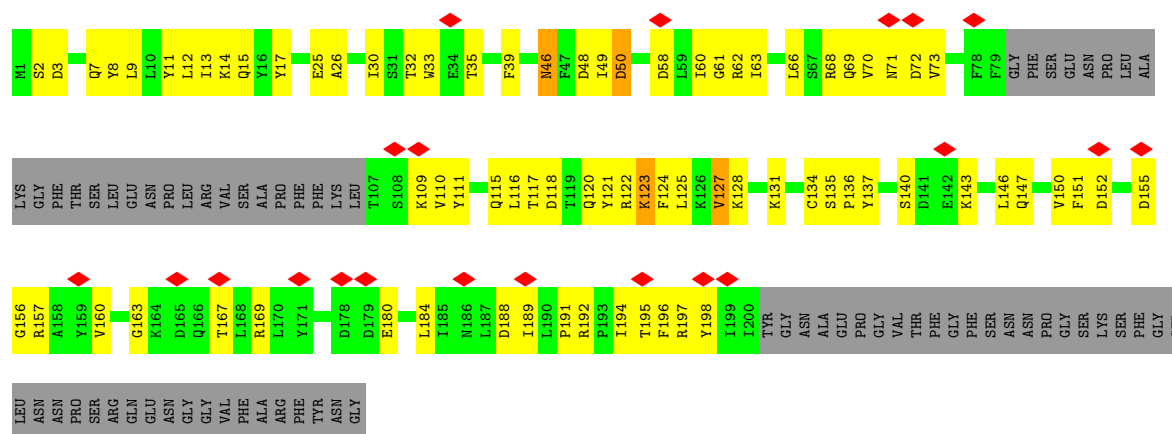 M1 S2 D3 Q7 Y8 L9 L10 Y11 L12 I13 K14 Q15 Y16 Y17 E25 A26 I30 S31 T32 W33 E34 T35 F39 N46 F47 D48 I49 D50 D58 L59 I60 G61 R62 I63 L66 S67 R68 Q69 V70 N71 D72 V73 F78 F79 GLY PHE SER GLU ASN PRO LEU ALA
LYS GLY PHE THR SER LEU GLU ASN PRO LEU ARG VAL SER ALA PRO PHE PHE LYS LEU T107 S108 K109 V110 Y111 Q115 L116 T117 D118 T119 Q120 Y121 R122 K123 F124 L125 K126 V127 K128 K131 C134 S135 P136 Y137 S140 D141 E142 K143 L146 Q147 V150 F151 D152 D155
G156 R157 A158 Y159 V160 G163 K164 D165 Q166 T167 L168 R169 L170 Y171 D178 D179 E180 L184 I185 N186 L187 D188 I189 L190 P191 R192 P193 I194 T195 F196 R197 Y198 I199 I200 TYR GLY ASN ALA GLU PRO GLY VAL THR PHE GLY PHE SER ASN ASN PRO GLY SER LYS SER PHE GLY
LEU ASN ASN PRO SER ARG GLN GLU ASN GLY GLY VAL PHE ALA ARG PHE TYR ASN GLY